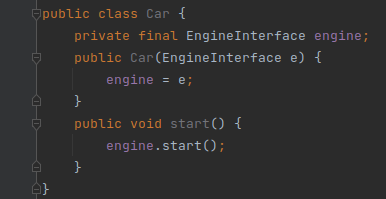 public class Car {
    private final EngineInterface engine;
    public Car(EngineInterface e) {
        engine = e;
    }
    public void start() {
        engine.start();
    }
}